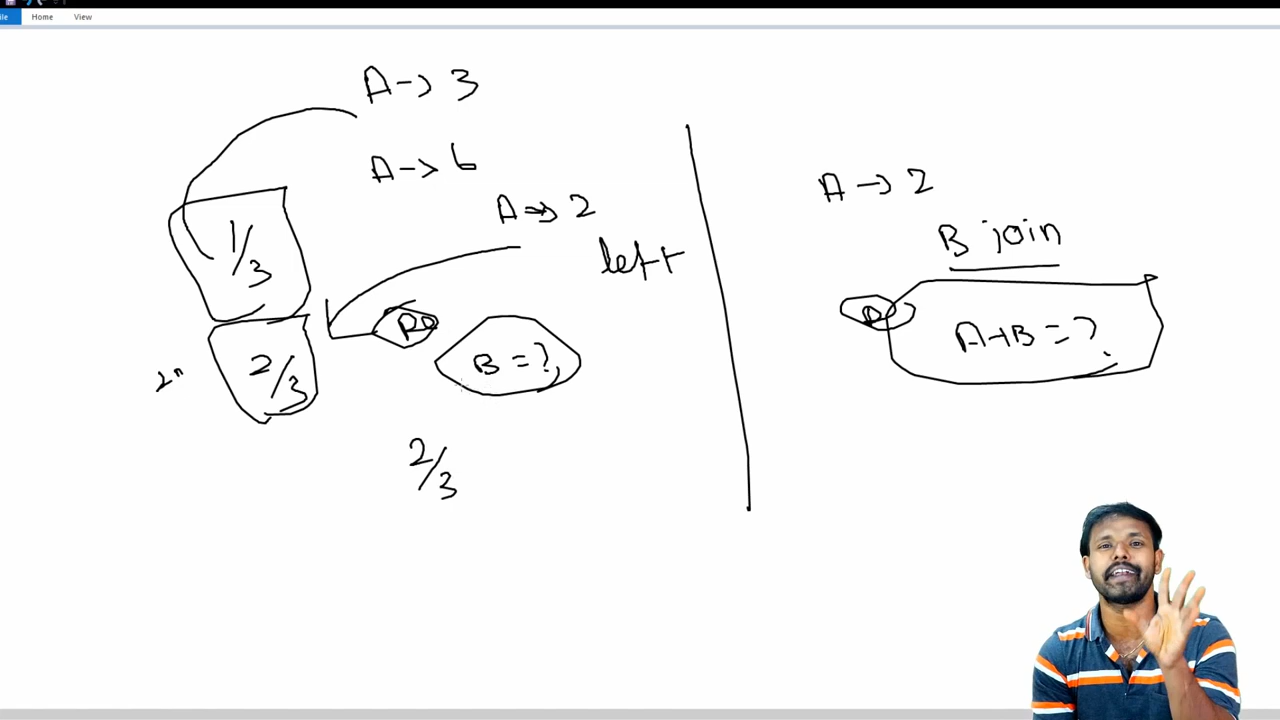 Home View
A → 3
A → 6
A → 2
left
1/3
2/3
B = ?
2/3
A → 2
B join
A+B = ?